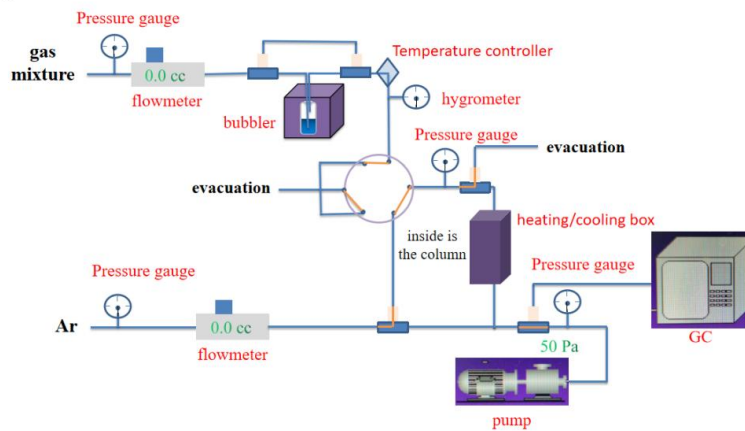 Pressure gauge
gas
mixture
0.0 cc
flowmeter
bubbler
Temperature controller
hygrometer
Pressure gauge
evacuation
evacuation
inside is
the column
heating/cooling box
Pressure gauge
Pressure gauge
Ar
0.0 cc
flowmeter
50 Pa
GC
pump